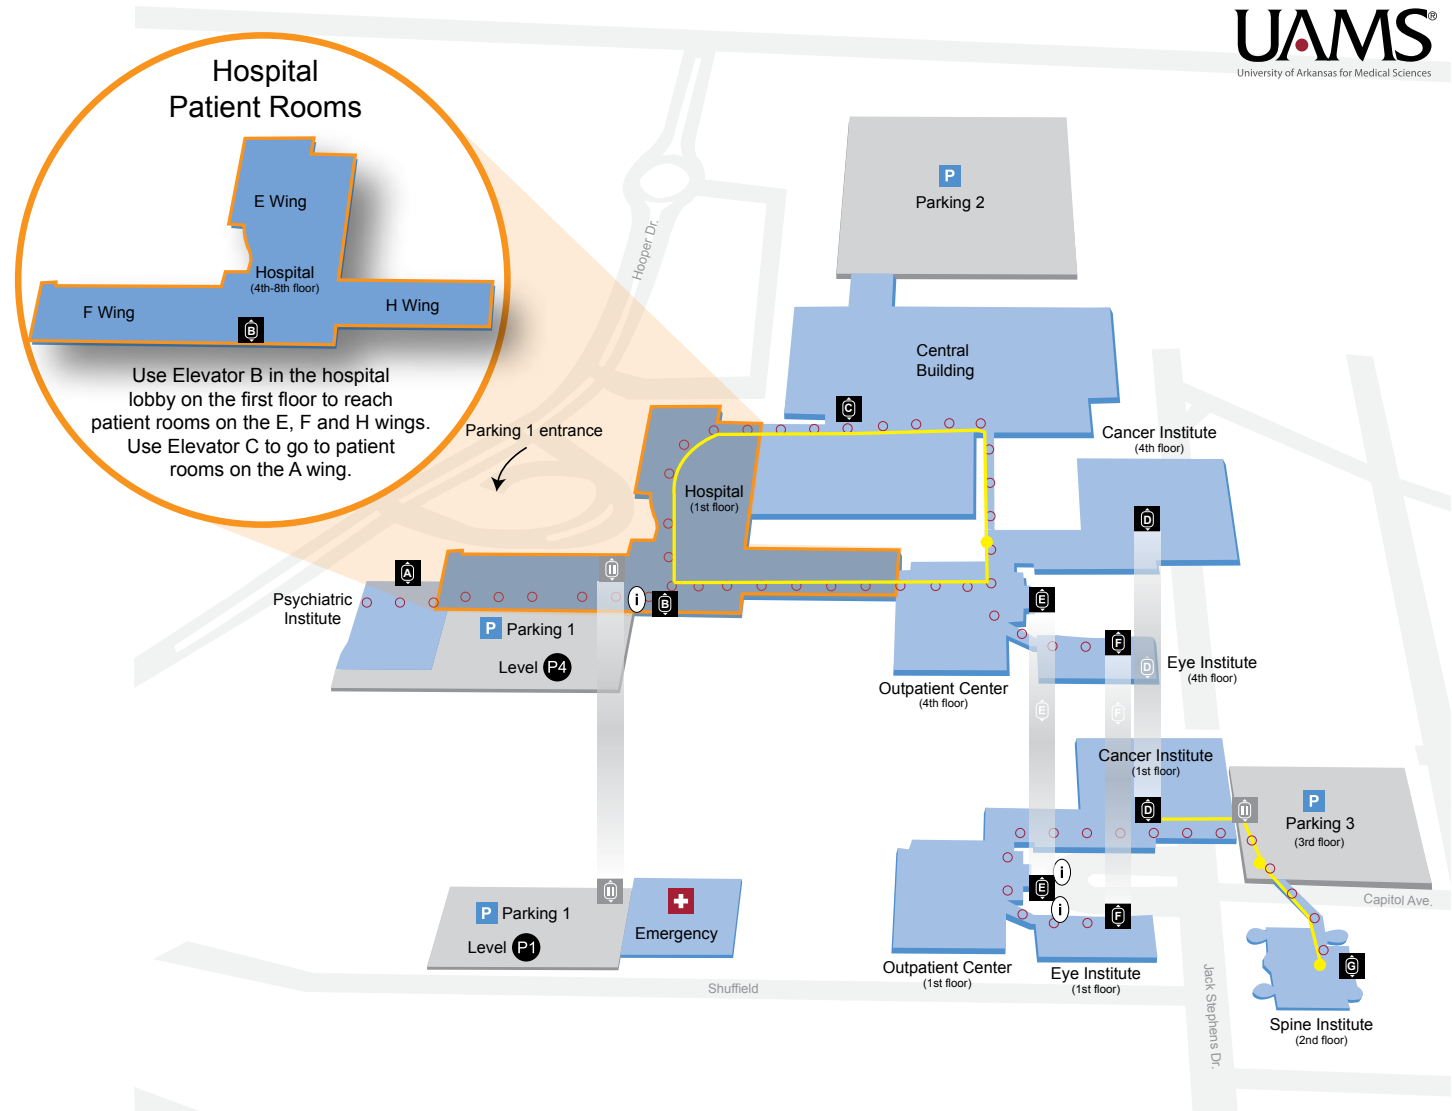 UAMS®
University of Arkansas for Medical Sciences
Hospital
Patient Rooms
E Wing
Hospital
(4th-8th floor)
F Wing
H Wing
B
Use Elevator B in the hospital
lobby on the first floor to reach
patient rooms on the E, F and H wings.
Use Elevator C to go to patient
rooms on the A wing.
Hooper Dr.
P
Parking 2
Central
Building
C
Parking 1 entrance
Cancer Institute
(4th floor)
D
Hospital
(1st floor)
A
Psychiatric
Institute
i
B
E
P Parking 1
Level P4
F
D
Eye Institute
(4th floor)
Outpatient Center
(4th floor)
E
F
Cancer Institute
(1st floor)
D
P
Parking 3
(3rd floor)
i
E
i
F
Capitol Ave.
P Parking 1
Level P1
Emergency
Outpatient Center
(1st floor)
Eye Institute
(1st floor)
G
Shuffield
Jack Stephens Dr.
Spine Institute
(2nd floor)